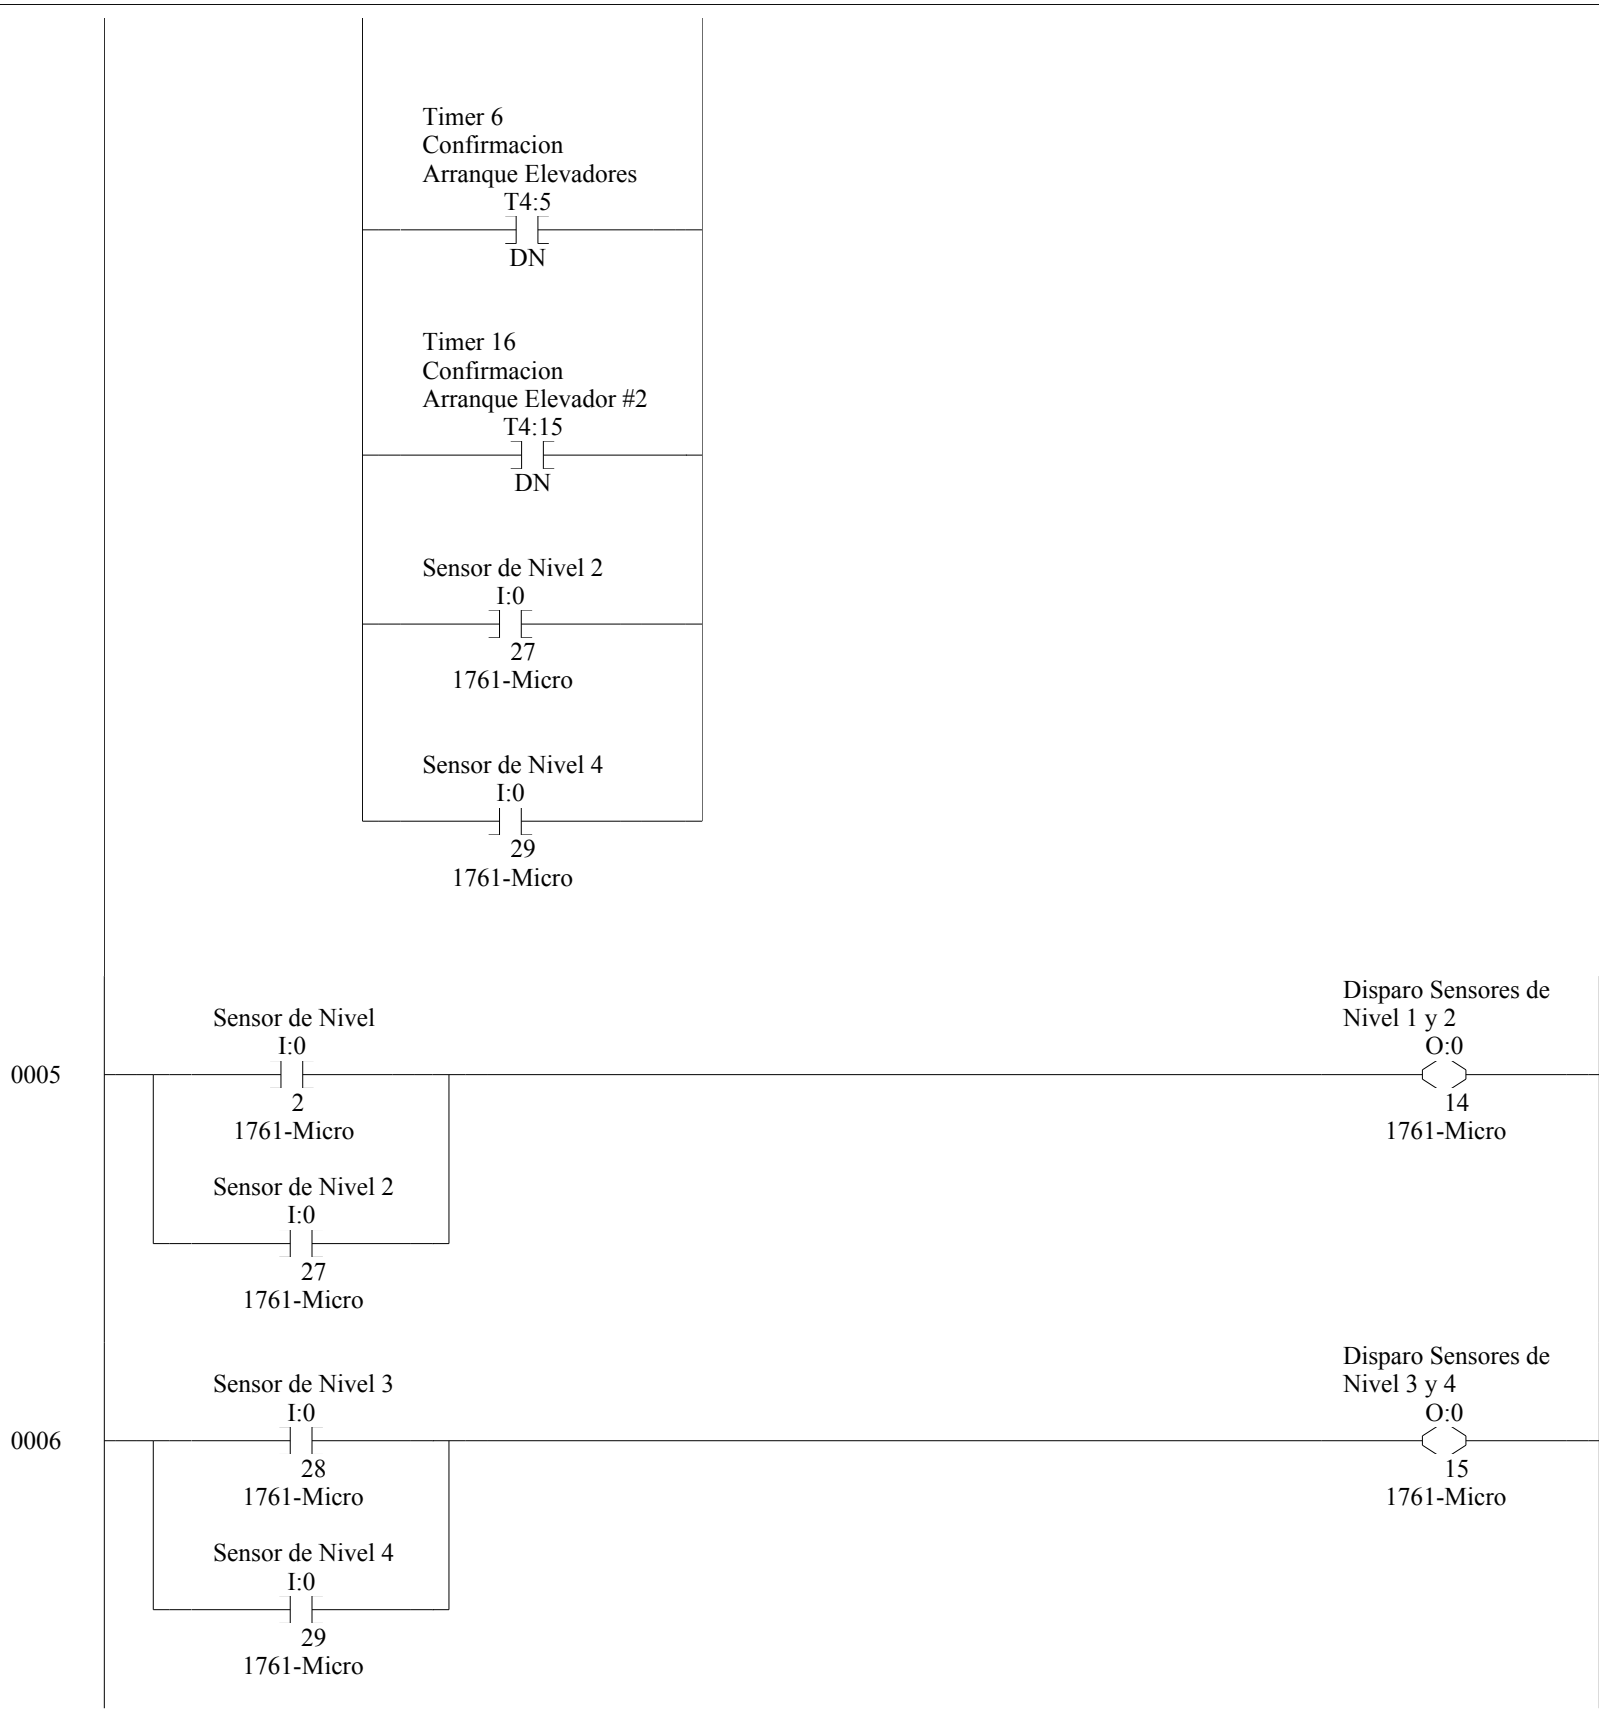 Timer 6
Confirmacion
Arranque Elevadores
T4:5
DN
Timer 16
Confirmacion
Arranque Elevador #2
T4:15
DN
Sensor de Nivel 2
I:0
27
1761-Micro
Sensor de Nivel 4
I:0
29
1761-Micro
0005
Sensor de Nivel
I:0
2
1761-Micro
Sensor de Nivel 2
I:0
27
1761-Micro
Disparo Sensores de
Nivel 1 y 2
O:0
14
1761-Micro
0006
Sensor de Nivel 3
I:0
28
1761-Micro
Sensor de Nivel 4
I:0
29
1761-Micro
Disparo Sensores de
Nivel 3 y 4
O:0
15
1761-Micro